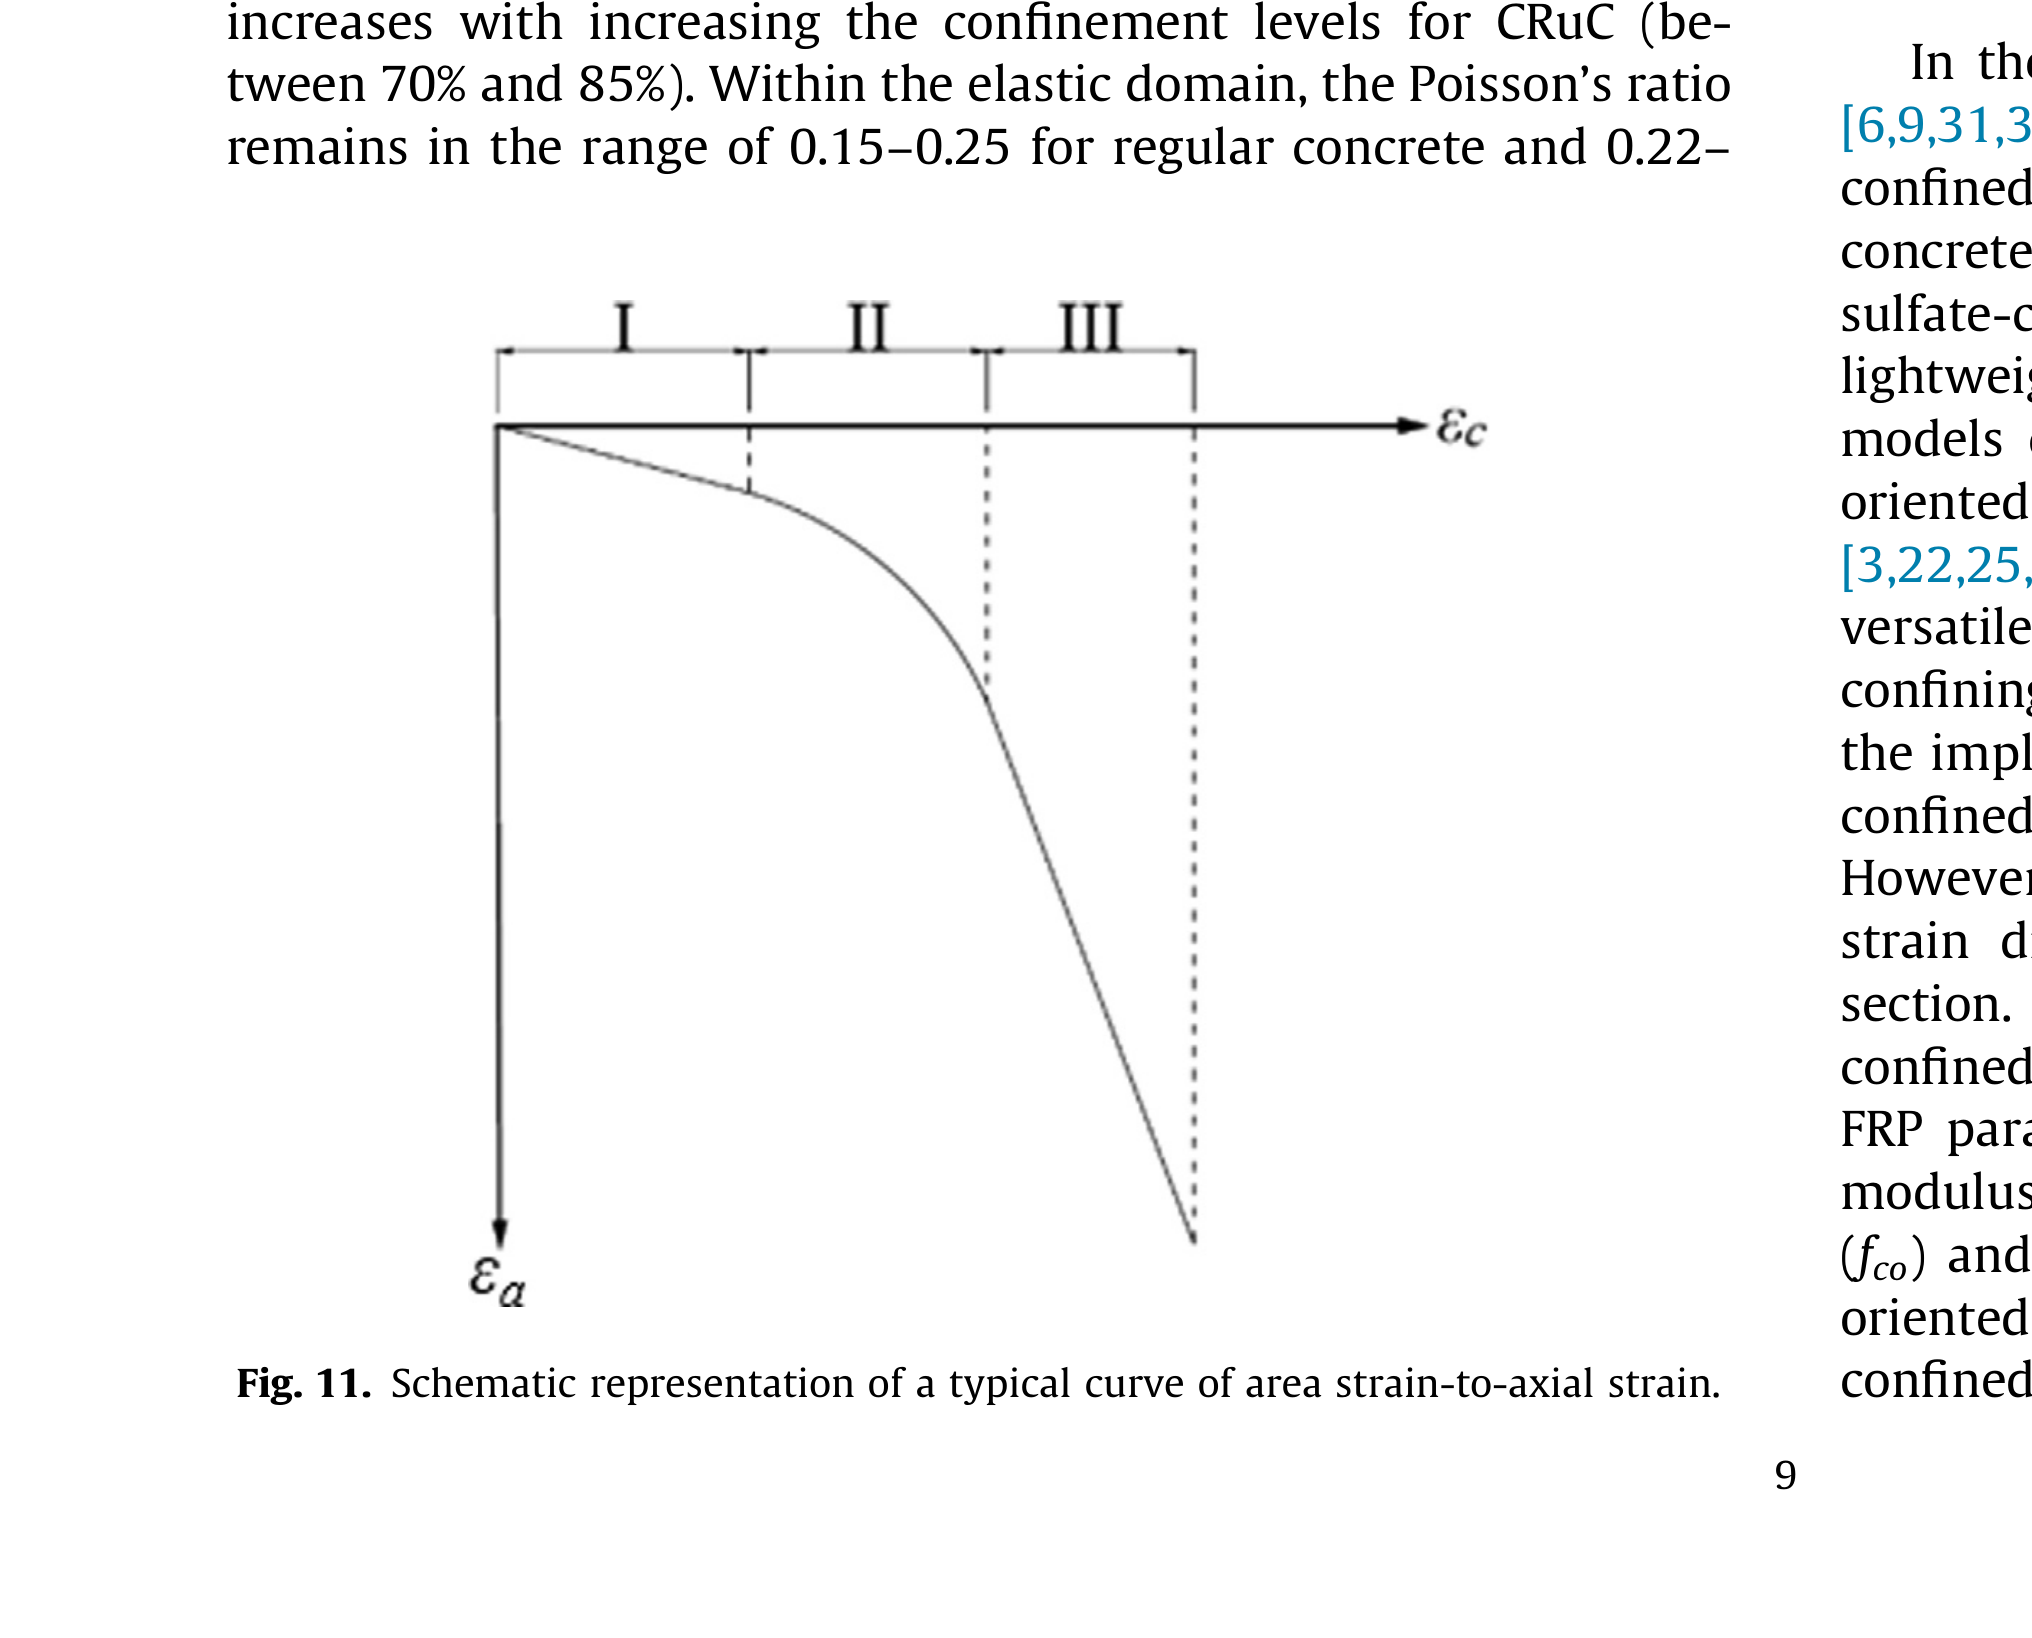 increases with increasing the confinement levels for CRuC (be-
tween 70% and 85%). Within the elastic domain, the Poisson’s ratio
remains in the range of 0.15–0.25 for regular concrete and 0.22–
I II III
εc
εa
Fig. 11. Schematic representation of a typical curve of area strain-to-axial strain.
In the
[6,9,31,3
confined
concrete
sulfate-c
lightweig
models
oriented
[3,22,25,
versatile
confining
the impl
confined
However
strain di
section.
confined
FRP para
modulus
(fco) and
oriented
confined
9